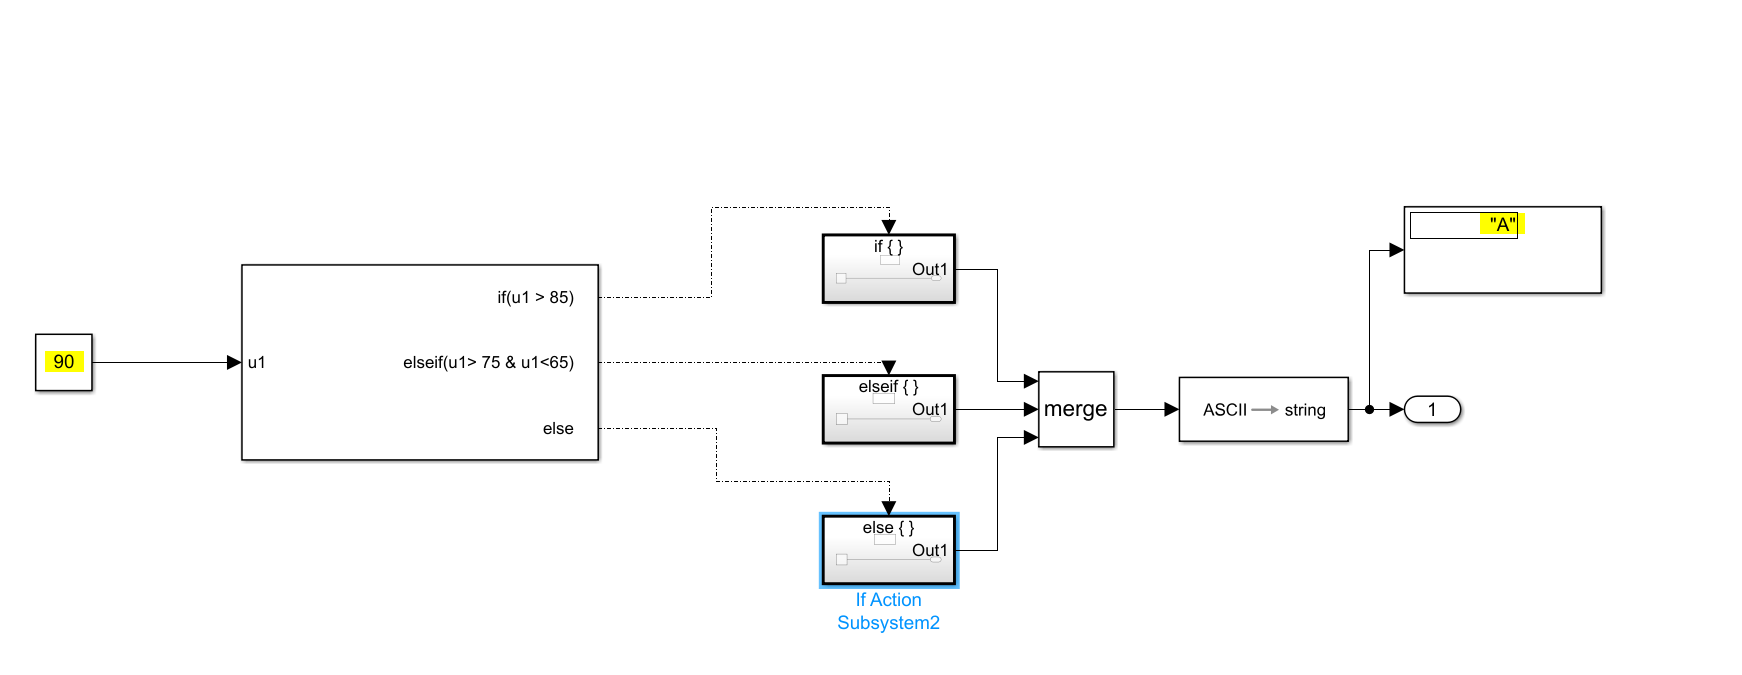 90
u1
if(u1 > 85)
elseif(u1> 75 & u1<65)
else
if { }
Out1
elseif { }
Out1
else { }
Out1
If Action
Subsystem2
merge
ASCII string
"A"
1